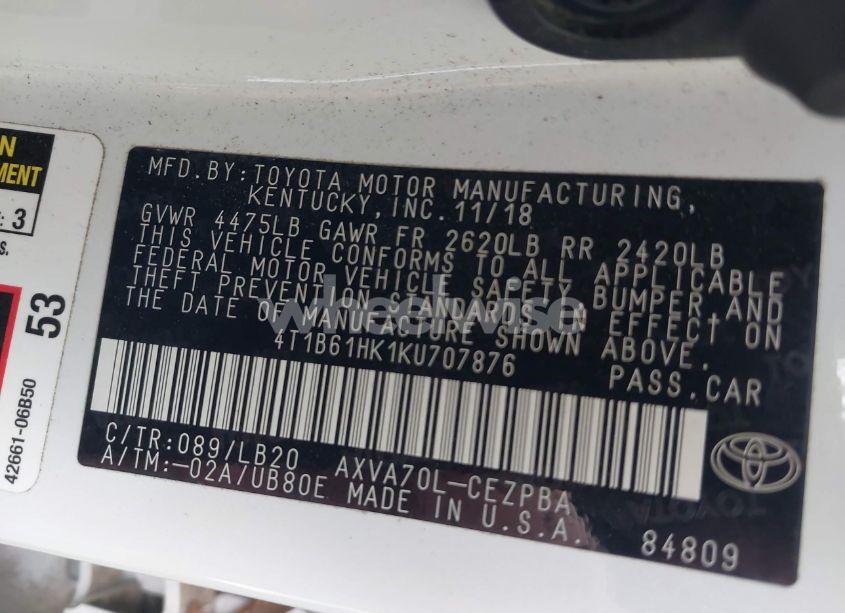 MFD. BY: TOYOTA MOTOR MANUFACTURING,
KENTUCKY, INC. 11/18
GVWR 4475LB GAWR FR 2620LB RR 2420LB
THIS VEHICLE CONFORMS TO ALL APPLICABLE
FEDERAL MOTOR VEHICLE SAFETY, BUMPER AND
THEFT PREVENTION STANDARDS IN EFFECT ON
THE DATE OF MANUFACTURE SHOWN ABOVE.
4T1B61HK1KU707876 PASS.CAR
C/TR:089/LB20 AXVA70L-CEZPBA
A/TM:-02A/UB80E MADE IN U.S.A.
84809
MENT
3
S.
53
42661-06B50